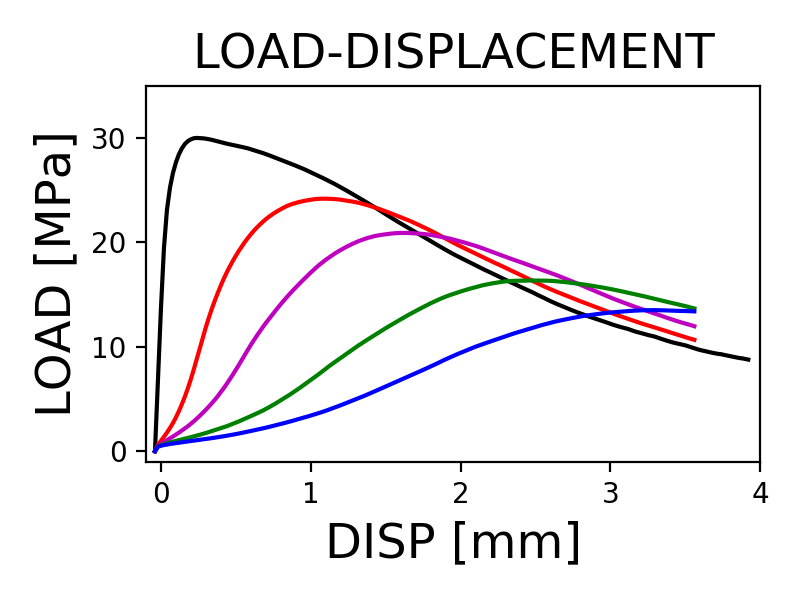 LOAD-DISPLACEMENT
LOAD [MPa]
30
20
10
0
0 1 2 3 4
DISP [mm]